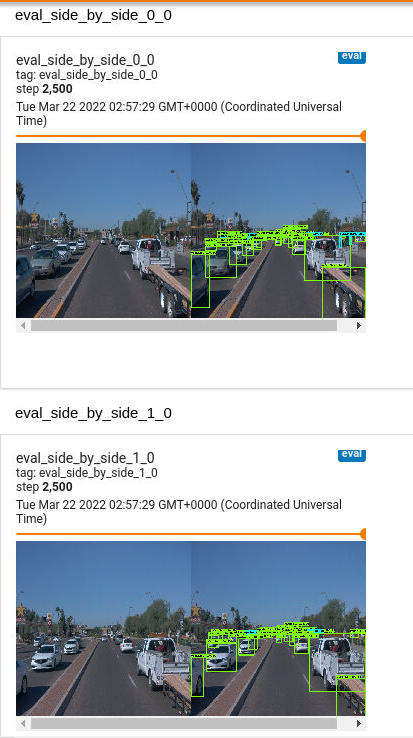 eval_side_by_side_0_0
eval_side_by_side_0_0
eval
tag: eval_side_by_side_0_0
step 2,500
Tue Mar 22 2022 02:57:29 GMT+0000 (Coordinated Universal
Time)
eval_side_by_side_1_0
eval_side_by_side_1_0
eval
tag: eval_side_by_side_1_0
step 2,500
Tue Mar 22 2022 02:57:29 GMT+0000 (Coordinated Universal
Time)